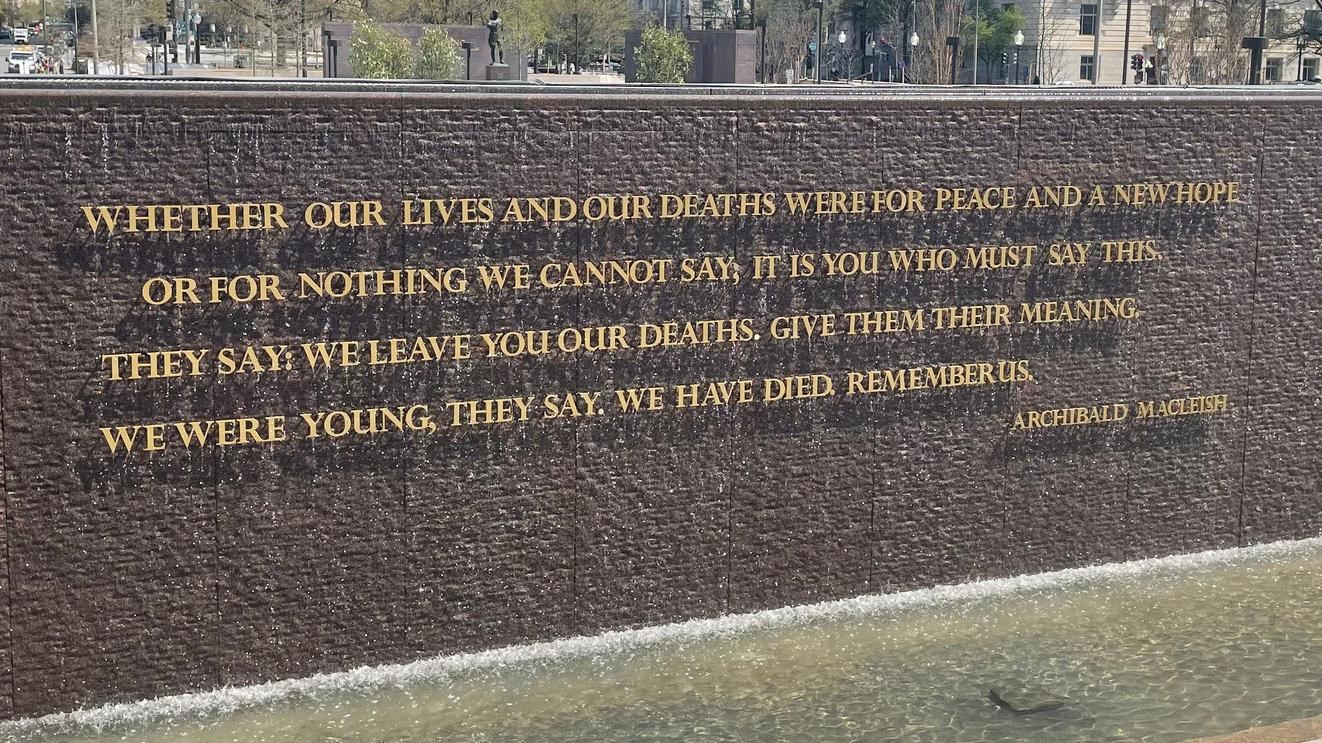 WHETHER OUR LIVES AND OUR DEATHS WERE FOR PEACE AND A NEW HOPE
OR FOR NOTHING WE CANNOT SAY; IT IS YOU WHO MUST SAY THIS.
THEY SAY: WE LEAVE YOU OUR DEATHS. GIVE THEM THEIR MEANING.
WE WERE YOUNG, THEY SAY. WE HAVE DIED. REMEMBER US.
ARCHIBALD MACLEISH